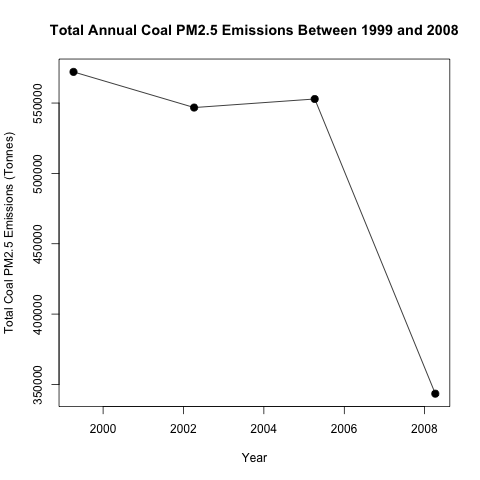 Total Annual Coal PM2.5 Emissions Between 1999 and 2008
Total Coal PM2.5 Emissions (Tonnes)
550000
500000
450000
400000
350000
2000 2002 2004 2006 2008
Year